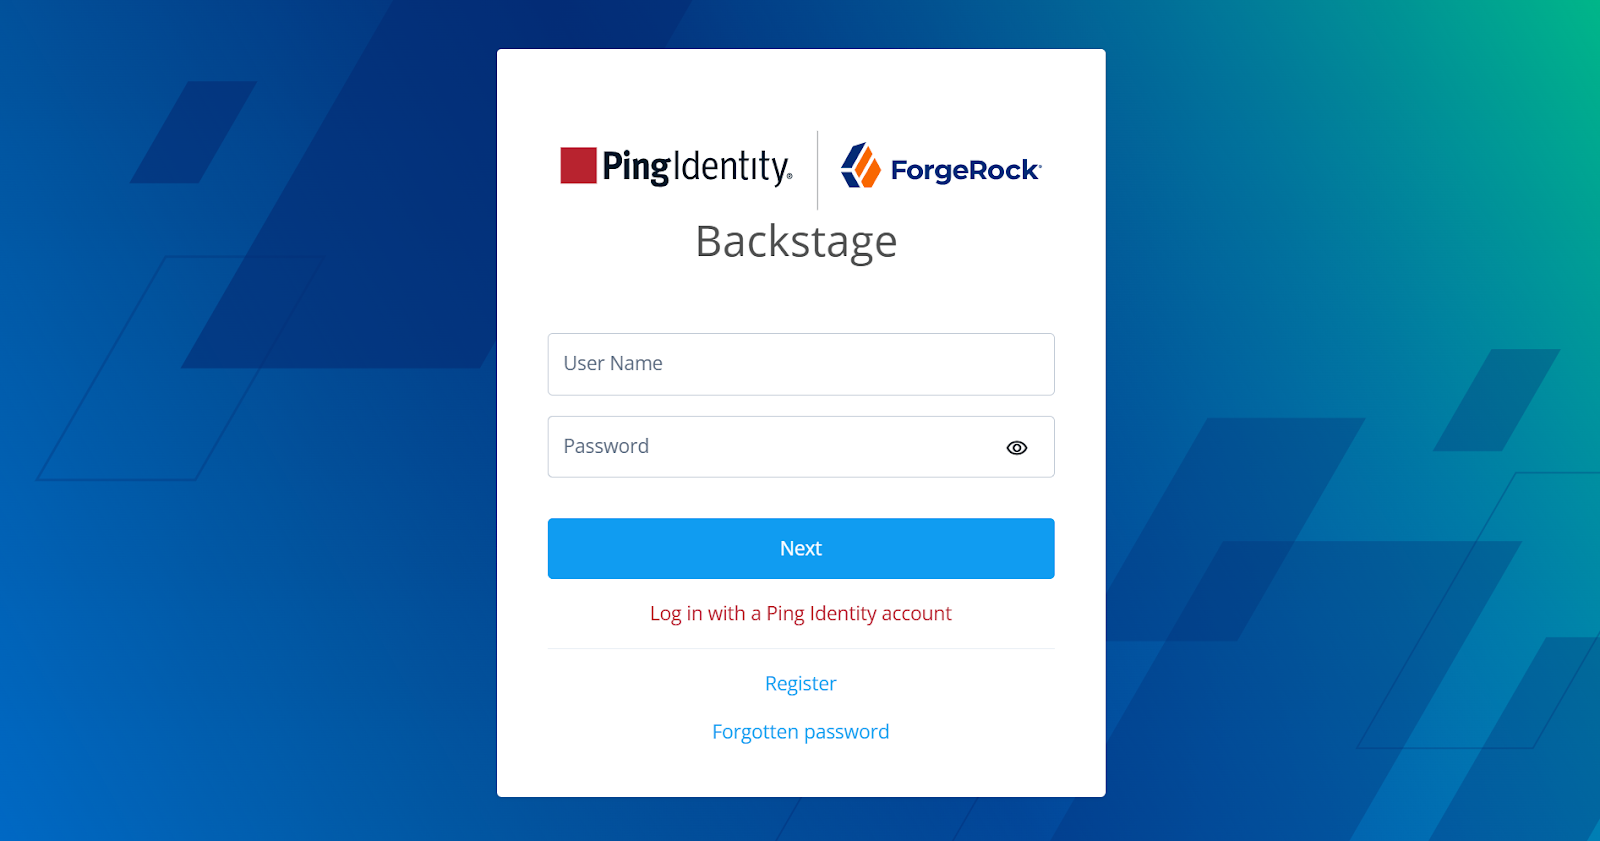 PingIdentity® ForgeRock®
Backstage
User Name
Password
Next
Log in with a Ping Identity account
Register
Forgotten password